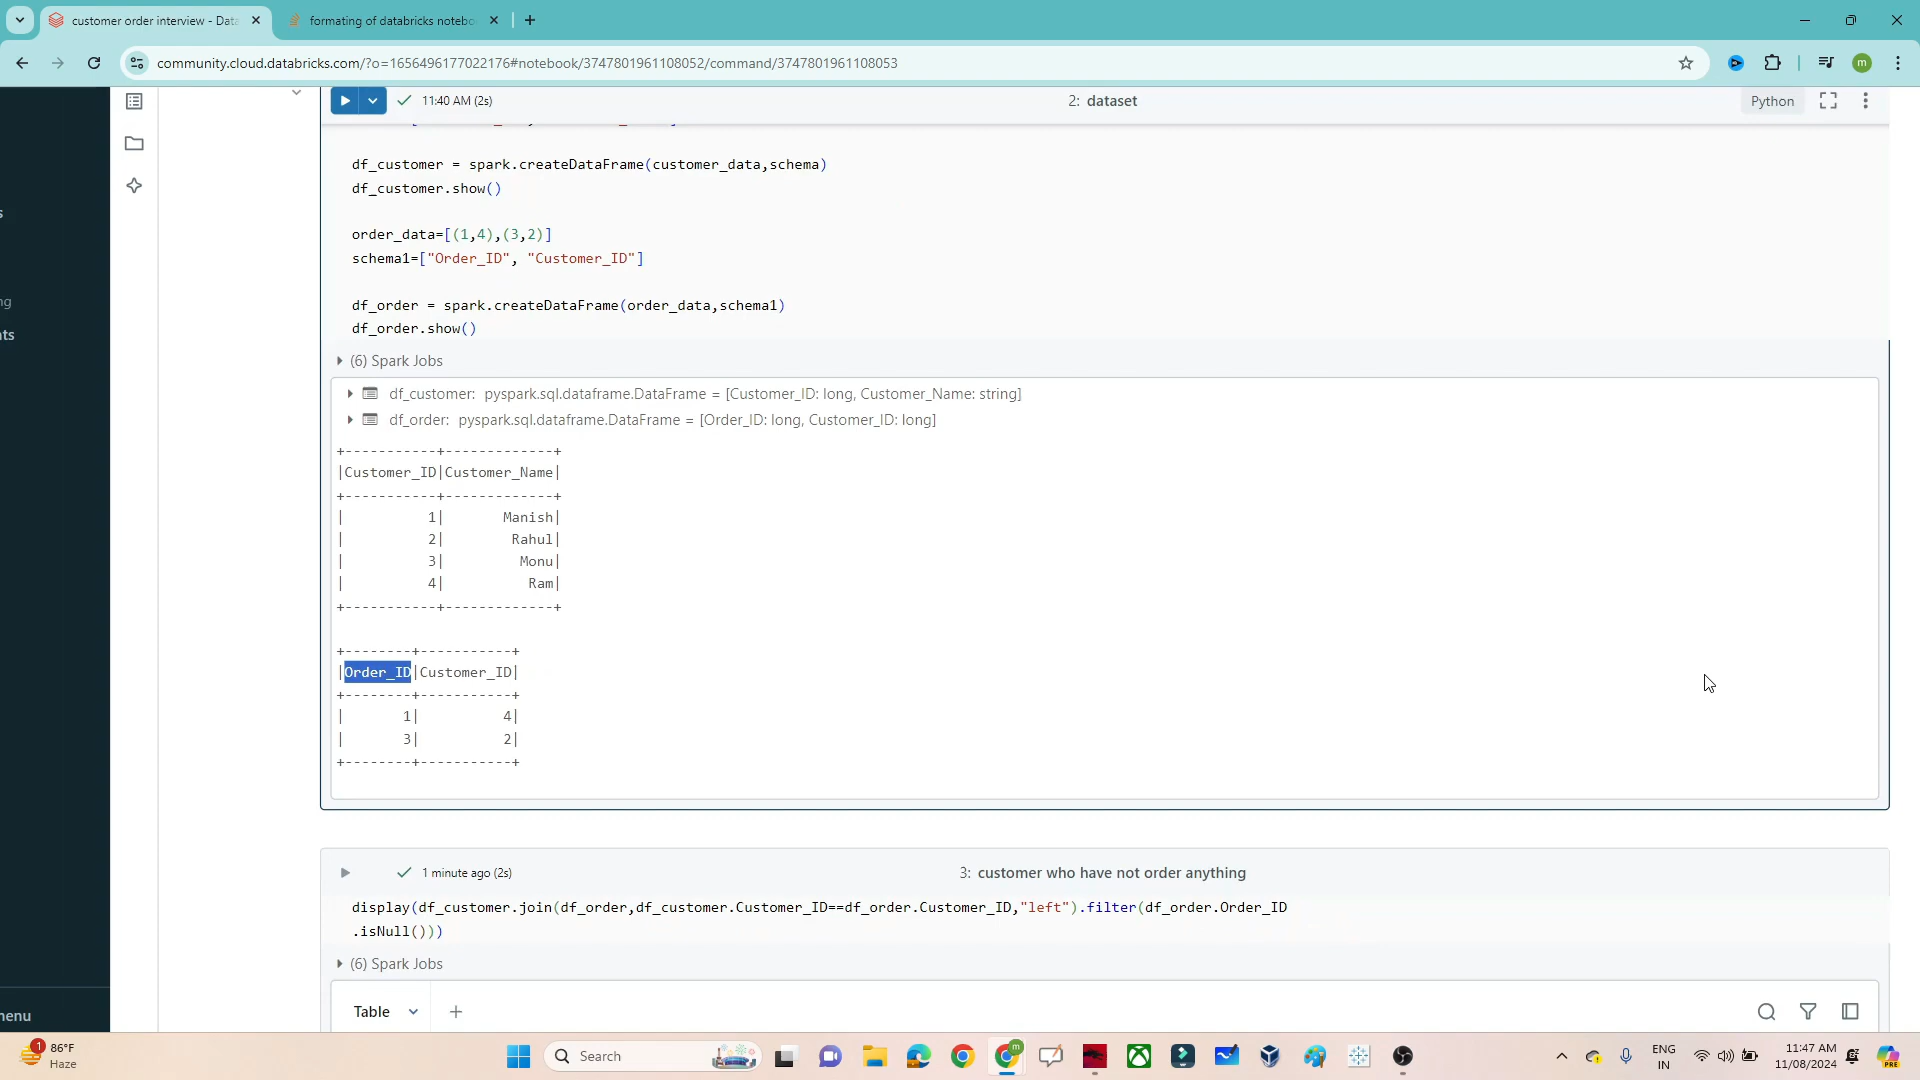 customer order interview - Data
formating of databricks notebo
community.cloud.databricks.com/?o=1656496177022176#notebook/3747801961108052/command/3747801961108053
11:40 AM (2s)
2: dataset
Python
df_customer = spark.createDataFrame(customer_data,schema)
df_customer.show()
order_data=[(1,4),(3,2)]
schema1=["Order_ID", "Customer_ID"]
df_order = spark.createDataFrame(order_data,schema1)
df_order.show()
(6) Spark Jobs
df_customer: pyspark.sql.dataframe.DataFrame = [Customer_ID: long, Customer_Name: string]
df_order: pyspark.sql.dataframe.DataFrame = [Order_ID: long, Customer_ID: long]
+-----------+-------------+
|Customer_ID|Customer_Name|
+-----------+-------------+
|          1|       Manish|
|          2|        Rahul|
|          3|         Monu|
|          4|          Ram|
+-----------+-------------+
+--------+-----------+
|Order_ID|Customer_ID|
+--------+-----------+
|       1|          4|
|       3|          2|
+--------+-----------+
1 minute ago (2s)
3: customer who have not order anything
display(df_customer.join(df_order,df_customer.Customer_ID==df_order.Customer_ID,"left").filter(df_order.Order_ID
.isNull()))
(6) Spark Jobs
Table
s
ng
nts
menu
1
86°F
Haze
Search
m
m
PRE
ENG
IN
11:47 AM
11/08/2024